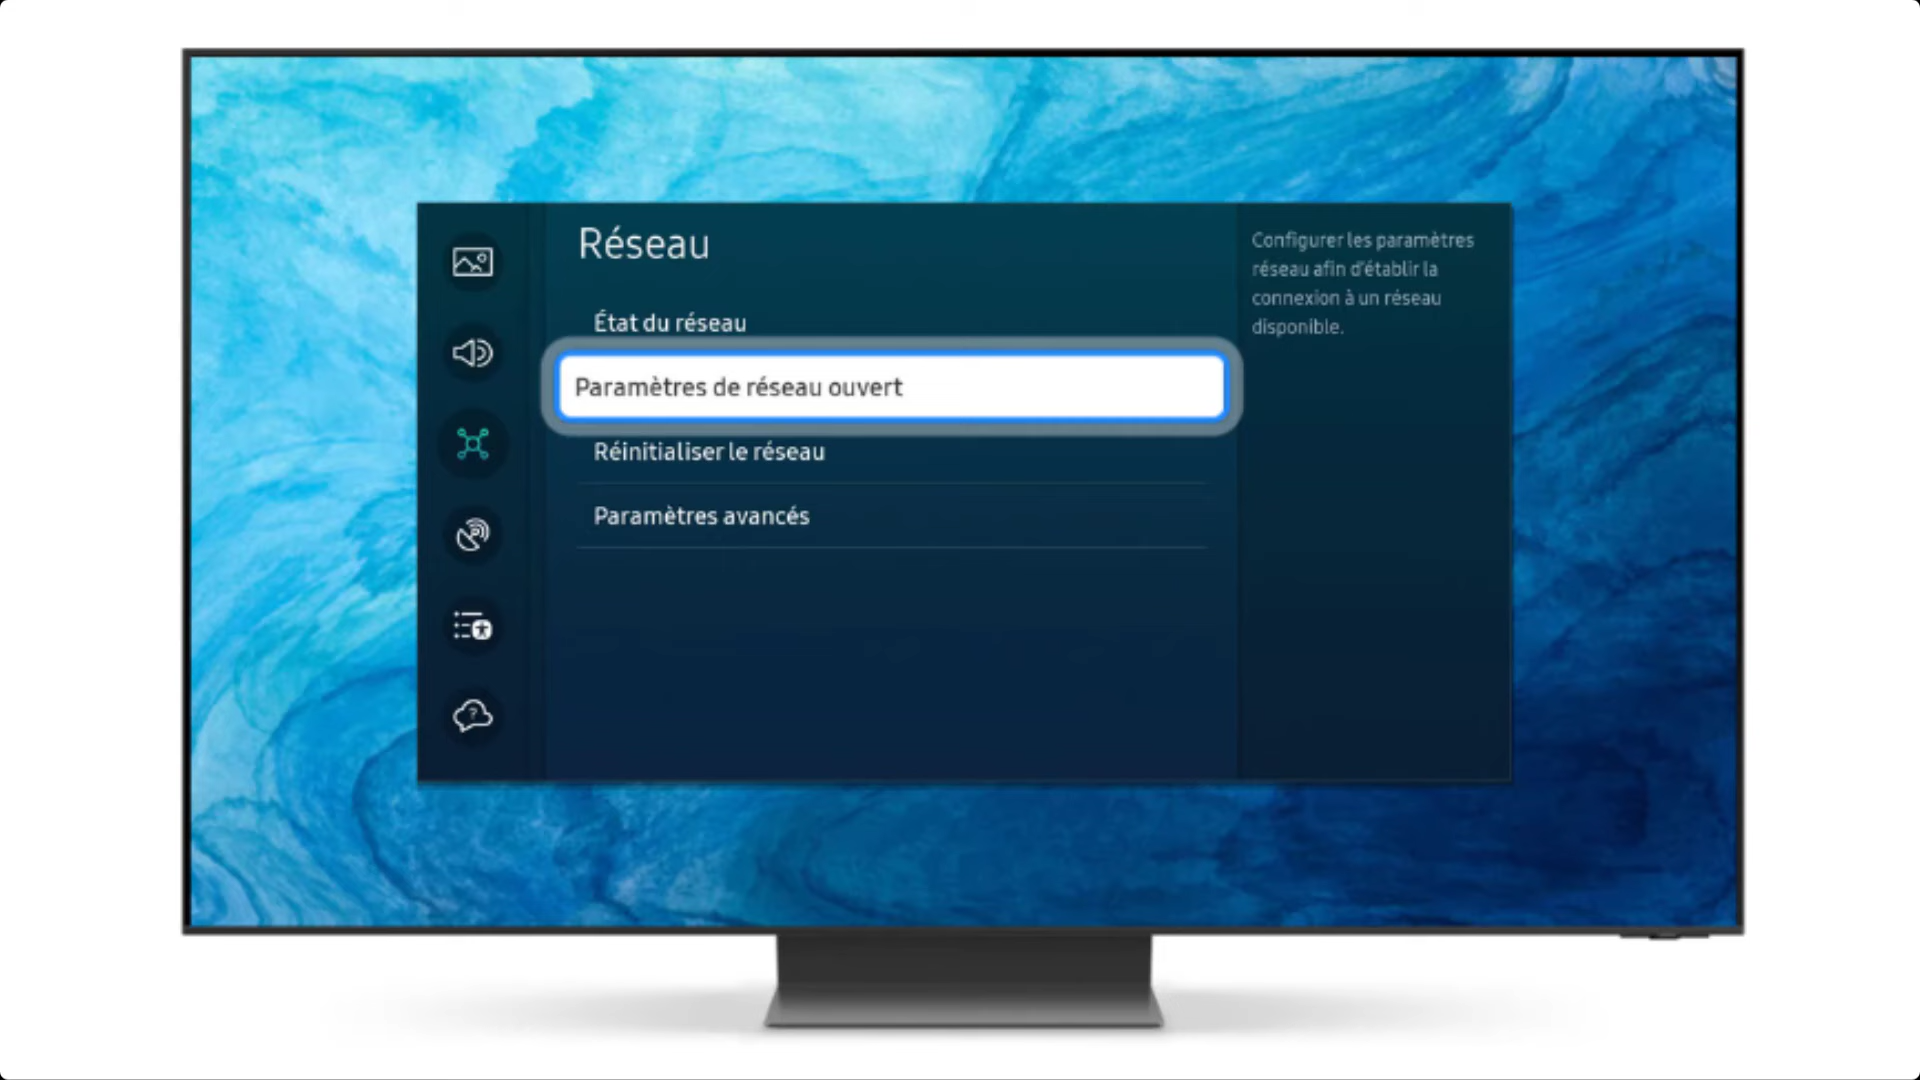 Réseau
État du réseau
Paramètres de réseau ouvert
Réinitialiser le réseau
Paramètres avancés
Configurer les paramètres
réseau afin d'établir la
connexion à un réseau
disponible.